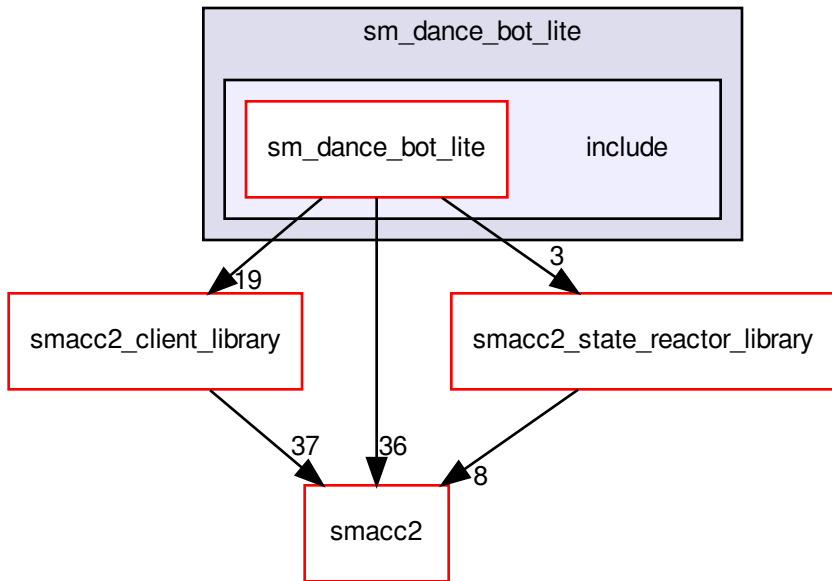 sm_dance_bot_lite
sm_dance_bot_lite
include
3
19
smacc2_client_library
smacc2_state_reactor_library
37
36
8
smacc2